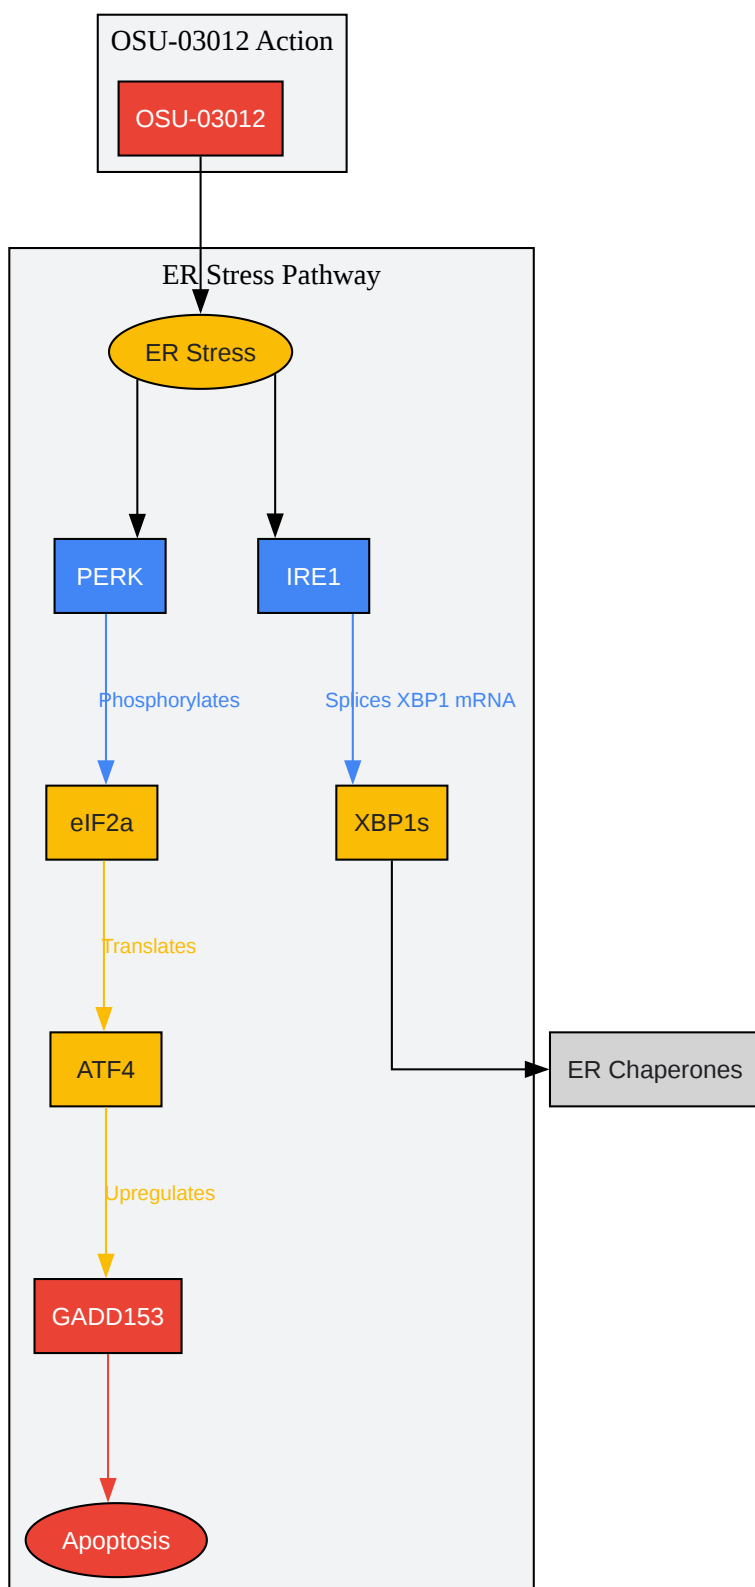 OSU-03012 Action
OSU-03012
ER Stress Pathway
ER Stress
PERK
IRE1
Phosphorylates
Splices XBP1 mRNA
eIF2a
XBP1s
Translates
ATF4
ER Chaperones
Upregulates
GADD153
Apoptosis